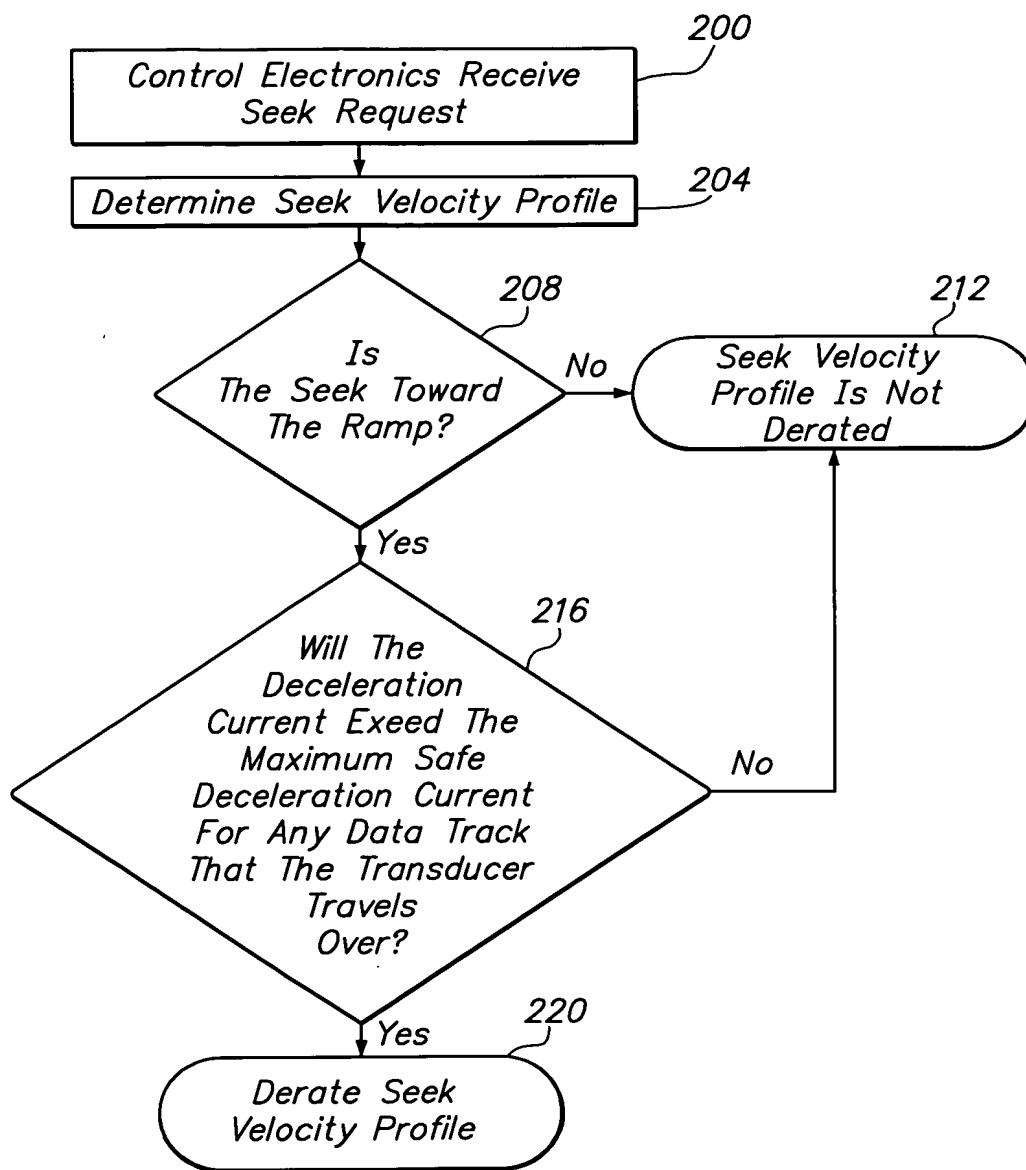 200
Control Electronics Receive
Seek Request
204
Determine Seek Velocity Profile
208
Is
The Seek Toward
The Ramp?
No
212
Seek Velocity
Profile Is Not
Derated
Yes
216
Will The
Deceleration
Current Exeed The
Maximum Safe
Deceleration Current
For Any Data Track
That The Transducer
Travels
Over?
No
Yes
220
Derate Seek
Velocity Profile